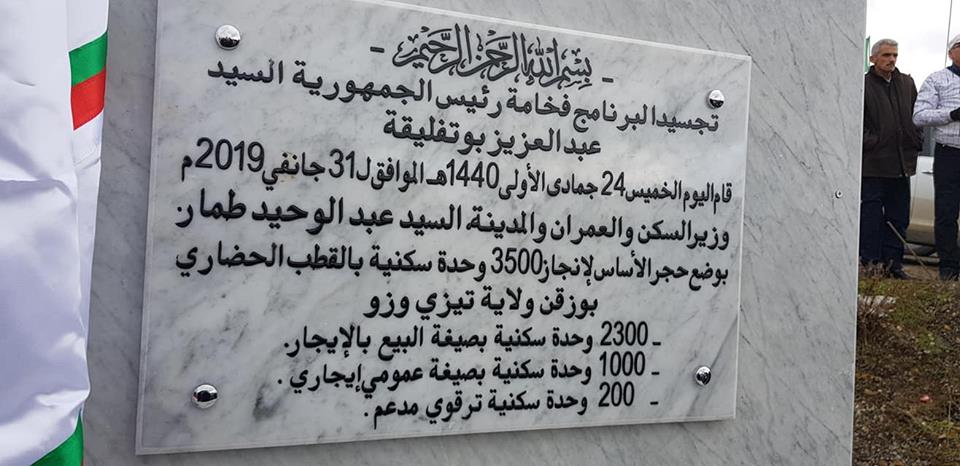 - بسم الله الرحمن الرحيم -
تجسيدا لبرنامج فخامة رئيس الجمهورية السيد
عبد العزيز بوتفليقة
قام اليوم الخميس 24 جمادى الأولى 1440هـ الموافق ل 31 جانفي 2019م
وزير السكن والعمران والمدينة، السيد عبد الوحيد طمار.
بوضع حجر الأساس لإنجاز 3500 وحدة سكنية بالقطب الحضاري
بوزقن ولاية تيزي وزو
- 2300 وحدة سكنية بصيغة البيع بالإيجار.
- 1000 وحدة سكنية بصيغة عمومي إيجاري .
- 200 وحدة سكنية ترقوي مدعم.